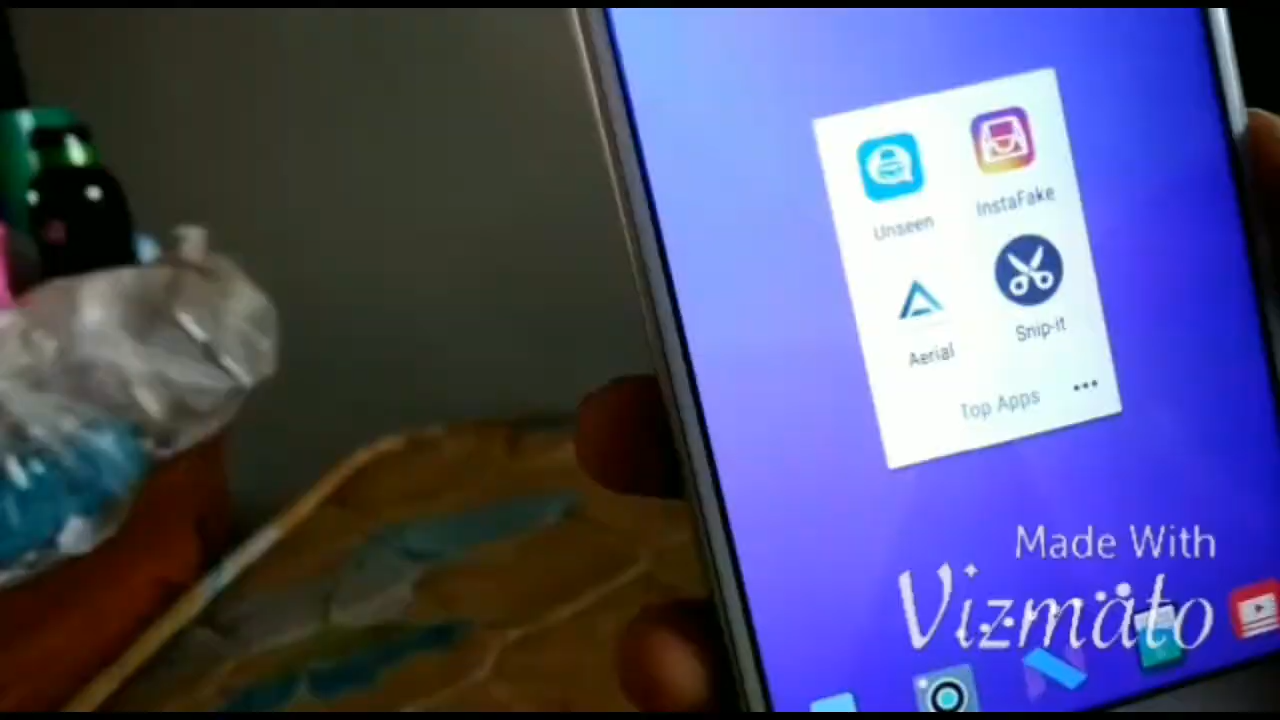 Unseen
InstaFake
Aerial
Snip-it
Top Apps
Made With
Vizmato